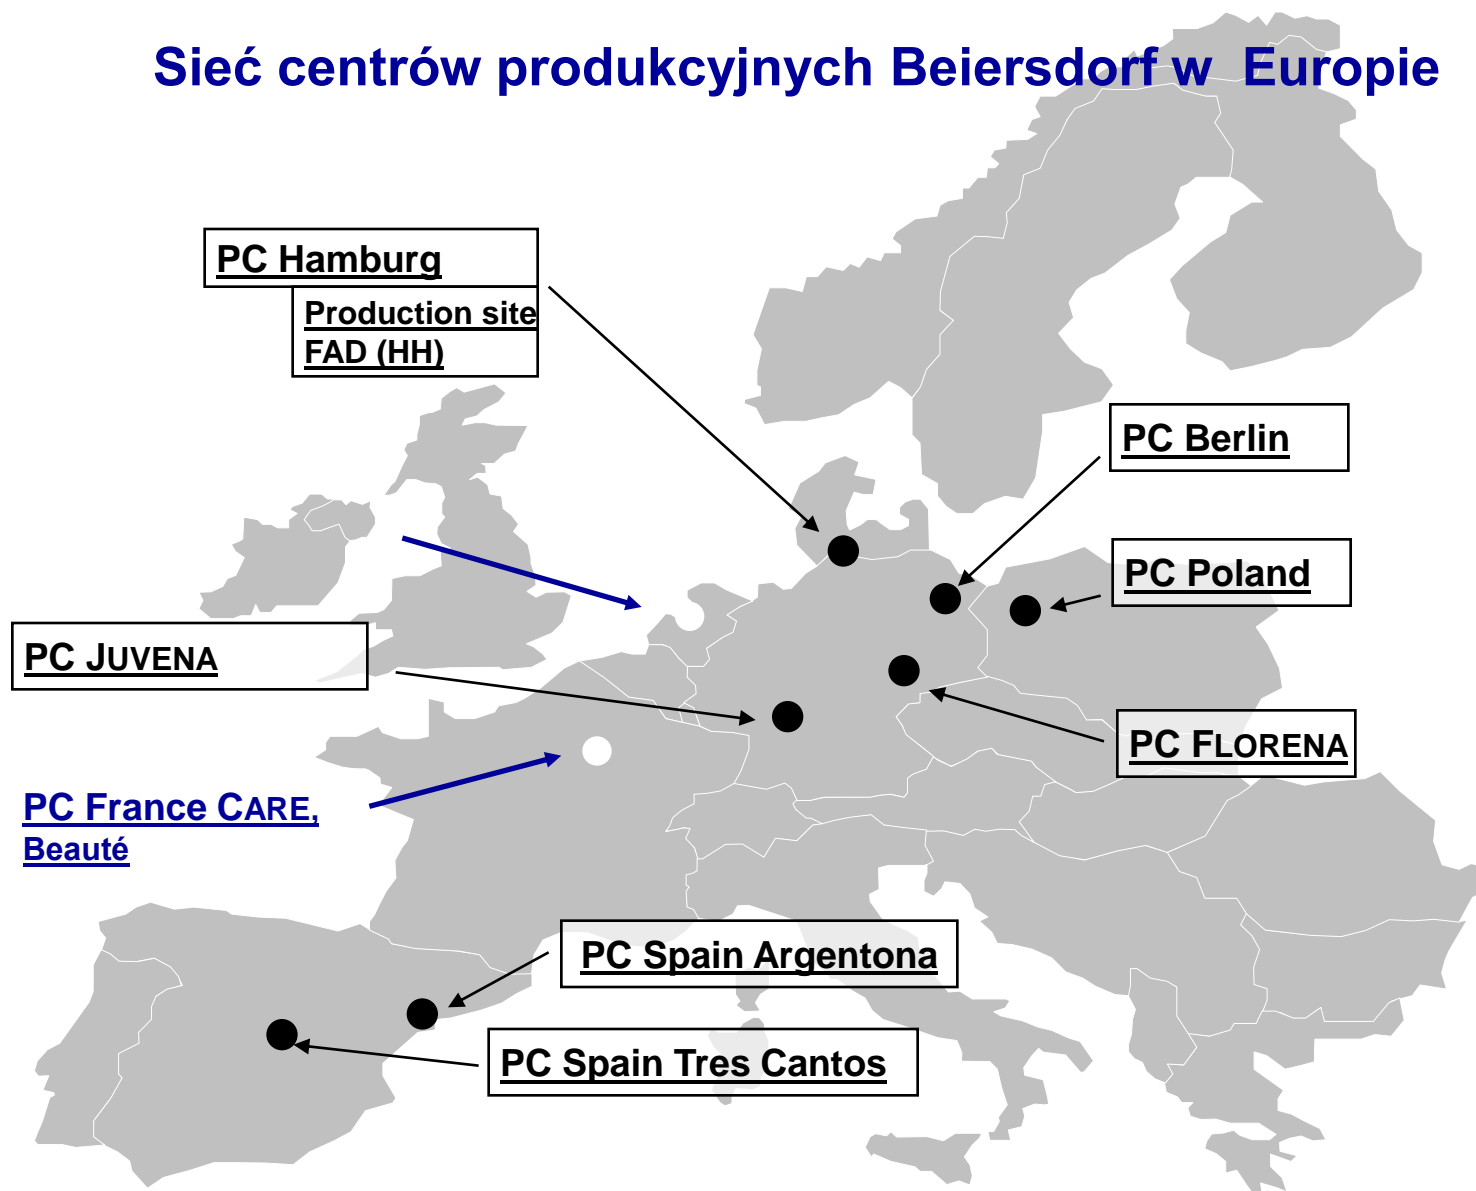 Sieć centrów produkcyjnych Beiersdorf w Europie
PC Hamburg
Production site
FAD (HH)
PC Berlin
PC Poland
PC JUVENA
PC FLORENA
PC France CARE,
Beauté
PC Spain Argentona
PC Spain Tres Cantos